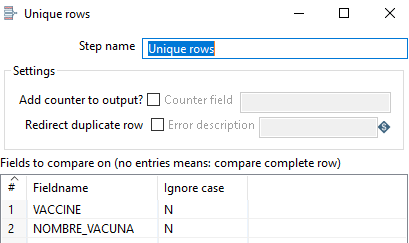 Unique rows
Step name Unique rows
Settings
Add counter to output? Counter field
Redirect duplicate row Error description
Fields to compare on (no entries means: compare complete row)
# Fieldname Ignore case
1 VACCINE N
2 NOMBRE_VACUNA N